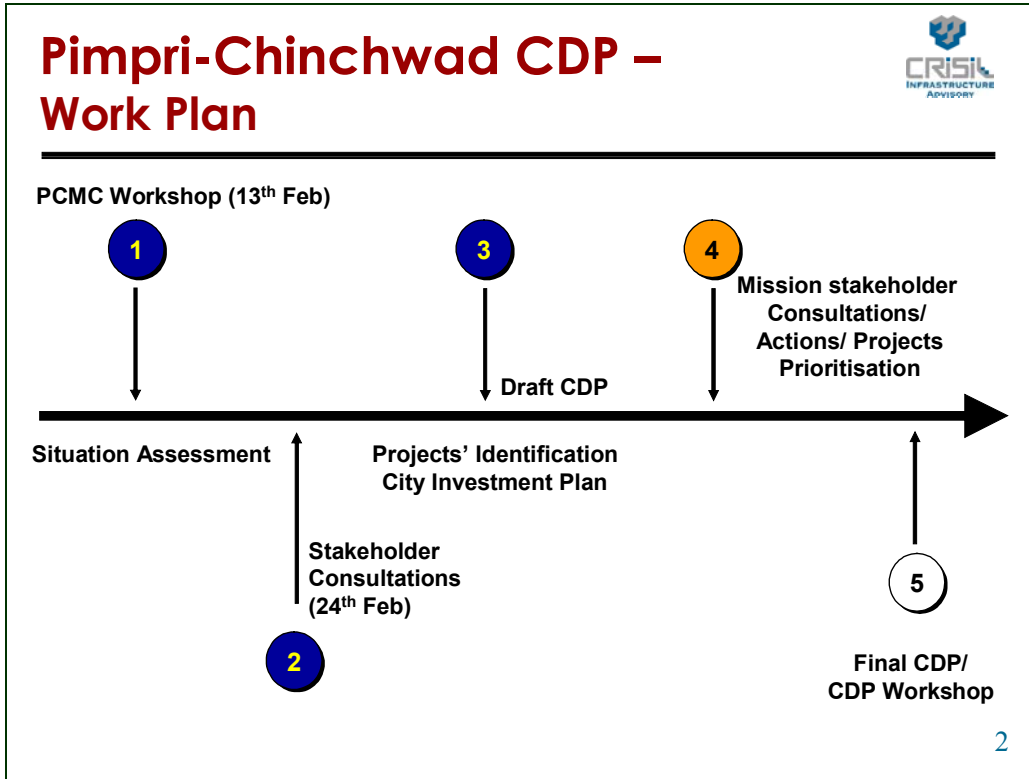 Pimpri-Chinchwad CDP –
Work Plan
CRISIL
INFRASTRUCTURE
ADVISORY
PCMC Workshop (13th Feb)
1
3
4
Mission stakeholder
Consultations/
Actions/ Projects
Prioritisation
Draft CDP
Situation Assessment
Projects’ Identification
City Investment Plan
Stakeholder
Consultations
(24th Feb)
2
5
Final CDP/
CDP Workshop
2